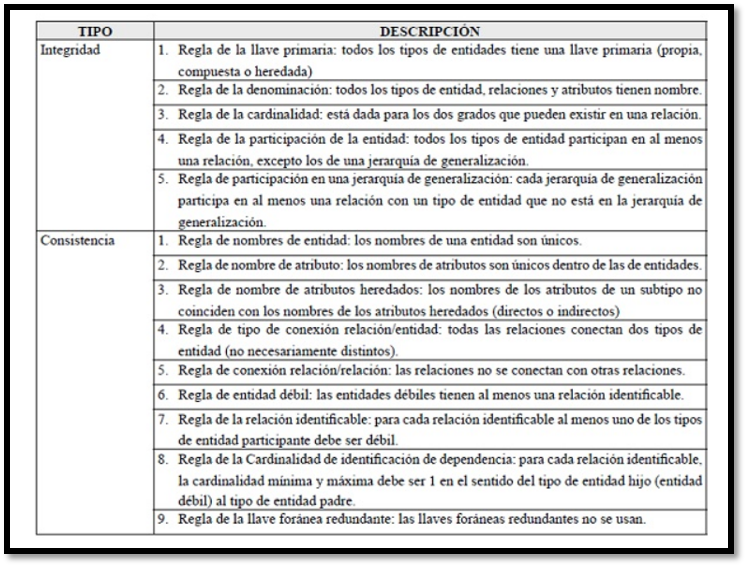 TIPO DESCRIPCIÓN
Integridad 1. Regla de la llave primaria: todos los tipos de entidades tiene una llave primaria (propia,
compuesta o heredada)
2. Regla de la denominación: todos los tipos de entidad, relaciones y atributos tienen nombre.
3. Regla de la cardinalidad: está dada para los dos grados que pueden existir en una relación.
4. Regla de la participación de la entidad: todos los tipos de entidad participan en al menos
una relación, excepto los de una jerarquía de generalización.
5. Regla de participación en una jerarquía de generalización: cada jerarquía de generalización
participa en al menos una relación con un tipo de entidad que no está en la jerarquía de
generalización.
Consistencia 1. Regla de nombres de entidad: los nombres de una entidad son únicos.
2. Regla de nombre de atributo: los nombres de atributos son únicos dentro de las de entidades.
3. Regla de nombre de atributos heredados: los nombres de los atributos de un subtipo no
coinciden con los nombres de los atributos heredados (directos o indirectos)
4. Regla de tipo de conexión relación/entidad: todas las relaciones conectan dos tipos de
entidad (no necesariamente distintos).
5. Regla de conexión relación/relación: las relaciones no se conectan con otras relaciones.
6. Regla de entidad débil: las entidades débiles tienen al menos una relación identificable.
7. Regla de la relación identificable: para cada relación identificable al menos uno de los tipos
de entidad participante debe ser débil.
8. Regla de la Cardinalidad de identificación de dependencia: para cada relación identificable,
la cardinalidad mínima y máxima debe ser 1 en el sentido del tipo de entidad hijo (entidad
débil) al tipo de entidad padre.
9. Regla de la llave foránea redundante: las llaves foráneas redundantes no se usan.